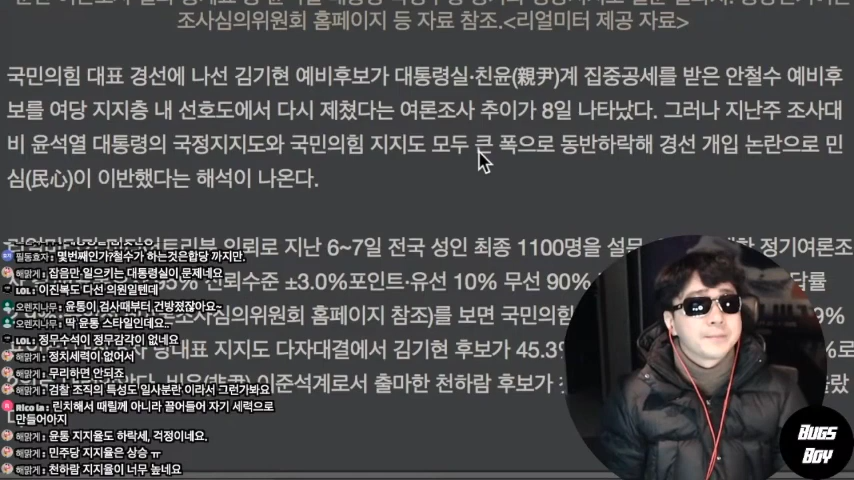 조사심의위원회 홈페이지 등 자료 참조.<리얼미터 제공 자료>
국민의힘 대표 경선에 나선 김기현 예비후보가 대통령실·친윤(親尹)계 집중공세를 받은 안철수 예비후
보를 여당 지지층 내 선호도에서 다시 제쳤다는 여론조사 추이가 8일 나타났다. 그러나 지난주 조사대
비 윤석열 대통령의 국정지지도와 국민의힘 지지도 모두 큰 폭으로 동반하락해 경선 개입 논란으로 민
심(民心)이 이반했다는 해석이 나온다.
의뢰로 지난 6~7일 전국 성인 최종 1100명을 설문 정기여론조
95% 신뢰수준 ±3.0%포인트·유선 10% 무선 90% 답률
조사심의위원회 홈페이지 참조)를 보면 국민의힘 9%
당대표 지지도 다자대결에서 김기현 후보가 45.3 %로
이준석계로서 출마한 천하람 후보가
필동효자 : 몇번째인가?철수가 하는것은합당 까지만.
해맑게 : 잡음만 일으키는 대통령실이 문제네요
LOL : 이진복도 다선 의원일텐데
오렌지나무 : 윤통이,검사때부터 건방졌잖아요~
오렌지나무 : 딱 윤통 스타일인데요..
LOL : 정무수석이 정무감각이 없네요
해맑게 : 정치세력이 없어서
해맑게 : 무리하면 안되죠
해맑게 : 검찰 조직의 특성도 일사분란 이라서 그런가봐요
Rico la : 린치해서 때릴께 아니라 끌어들어 자기 세력으로
만들어야지
해맑게 : 윤통 지지율도 하락세, 걱정이네요.
해맑게 : 민주당 지지율은 상승 ㅠ
해맑게 : 천하람 지지율이 너무 높네요
BUGS
BOY